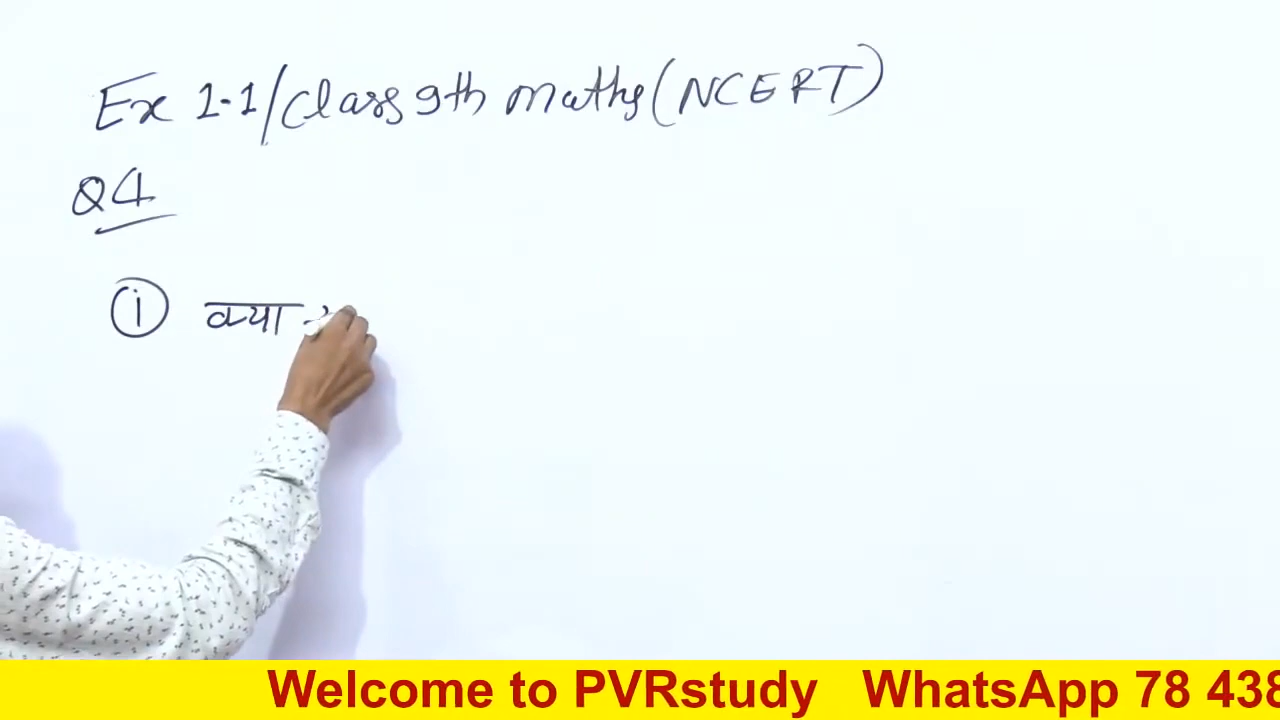 Ex 1.1/Class 9th maths (NCERT)
Q4
i क्या
Welcome to PVRstudy WhatsApp 78 438